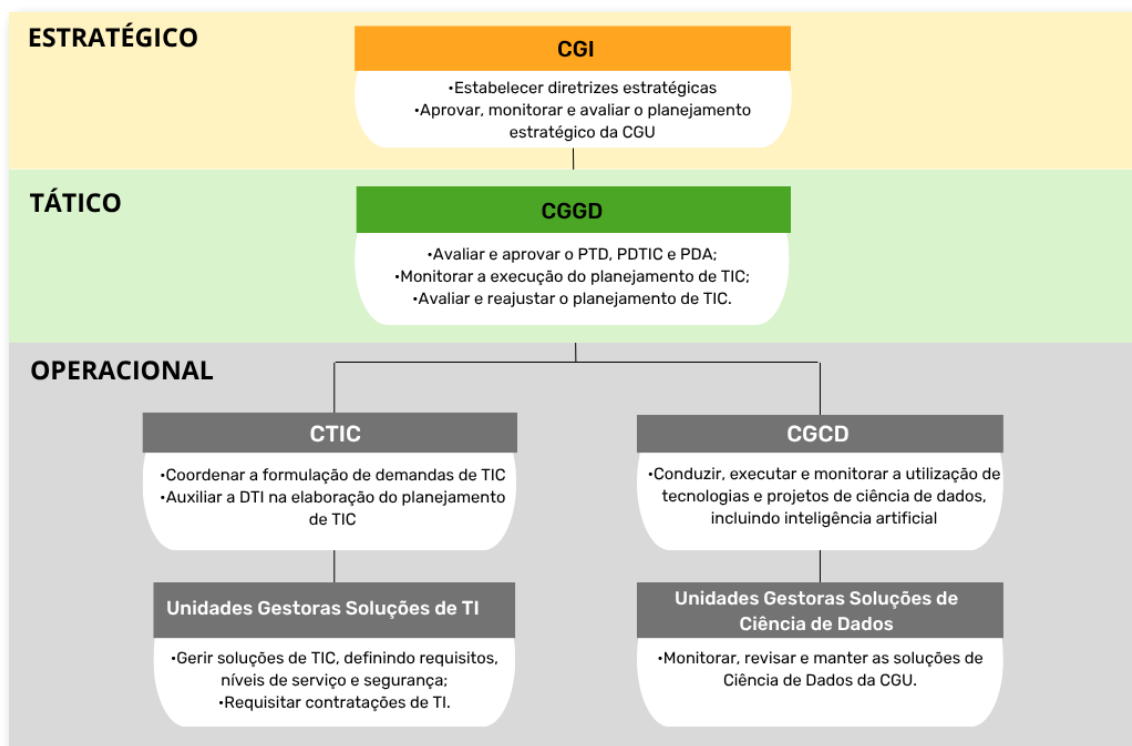 ESTRATÉGICO
CGI
•Estabelecer diretrizes estratégicas
•Aprovar, monitorar e avaliar o planejamento
estratégico da CGU
TÁTICO
CGGD
•Avaliar e aprovar o PTD, PDTIC e PDA;
•Monitorar a execução do planejamento de TIC;
•Avaliar e reajustar o planejamento de TIC.
OPERACIONAL
CTIC
•Coordenar a formulação de demandas de TIC
•Auxiliar a DTI na elaboração do planejamento
de TIC
CGCD
•Conduzir, executar e monitorar a utilização de
tecnologias e projetos de ciência de dados,
incluindo inteligência artificial
Unidades Gestoras Soluções de TI
•Gerir soluções de TIC, definindo requisitos,
níveis de serviço e segurança;
•Requisitar contratações de TI.
Unidades Gestoras Soluções de
Ciência de Dados
•Monitorar, revisar e manter as soluções de
Ciência de Dados da CGU.